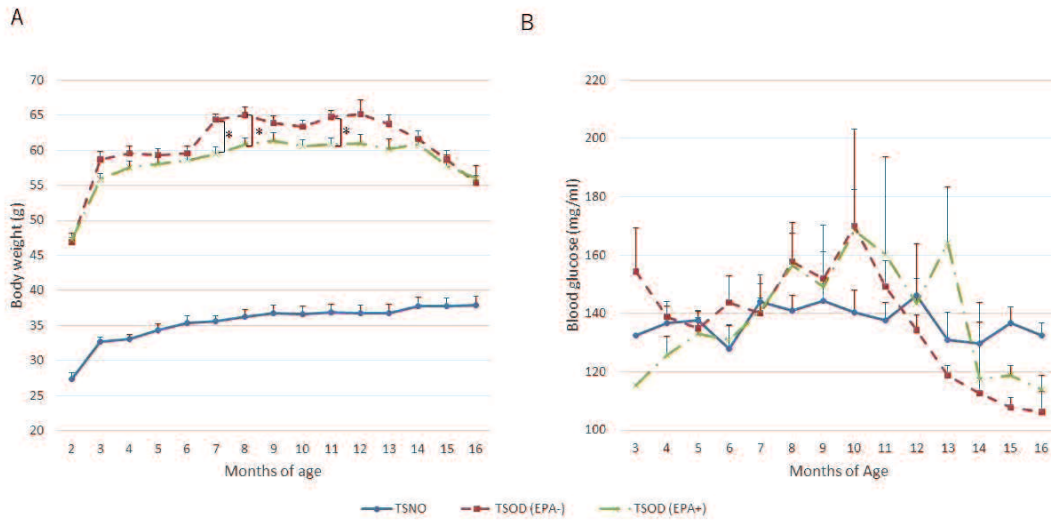 A
B
70
65
60
55
50
45
40
35
30
25
20
Body weight (g)
* * *
2 3 4 5 6 7 8 9 10 11 12 13 14 15 16
Months of age
220
200
180
160
140
120
100
Blood glucose (mg/ml)
3 4 5 6 7 8 9 10 11 12 13 14 15 16
Months of Age
TSNO TSOD (EPA-) TSOD (EPA+)